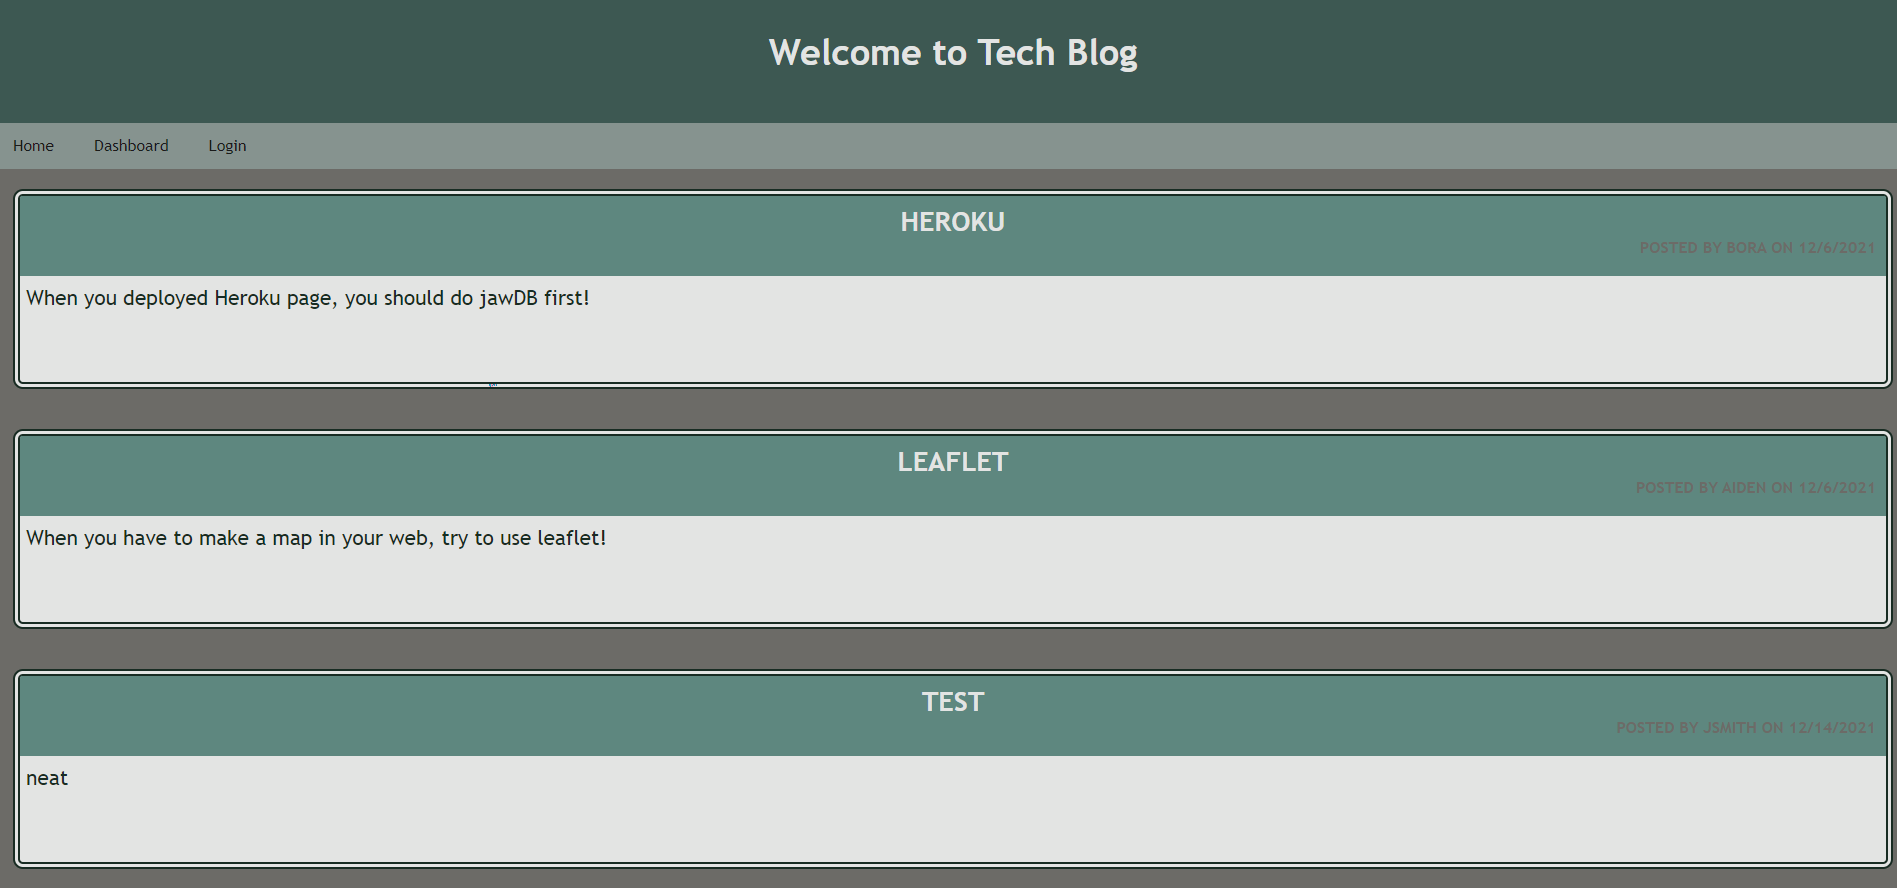 Welcome to Tech Blog
Home Dashboard Login
HEROKU
POSTED BY BORA ON 12/6/2021
When you deployed Heroku page, you should do jawDB first!
LEAFLET
POSTED BY AIDEN ON 12/6/2021
When you have to make a map in your web, try to use leaflet!
TEST
POSTED BY JSMITH ON 12/14/2021
neat